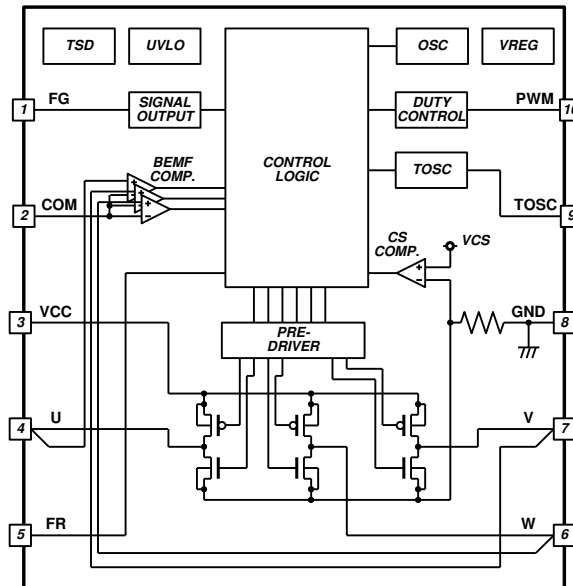 TSD
UVLO
OSC
VREG
1
FG
SIGNAL
OUTPUT
DUTY
CONTROL
PWM
10
BEMF
COMP.
CONTROL
LOGIC
TOSC
2
COM
TOSC
9
CS
COMP.
VCS
3
VCC
GND
8
PRE-
DRIVER
4
U
V
7
5
FR
W
6